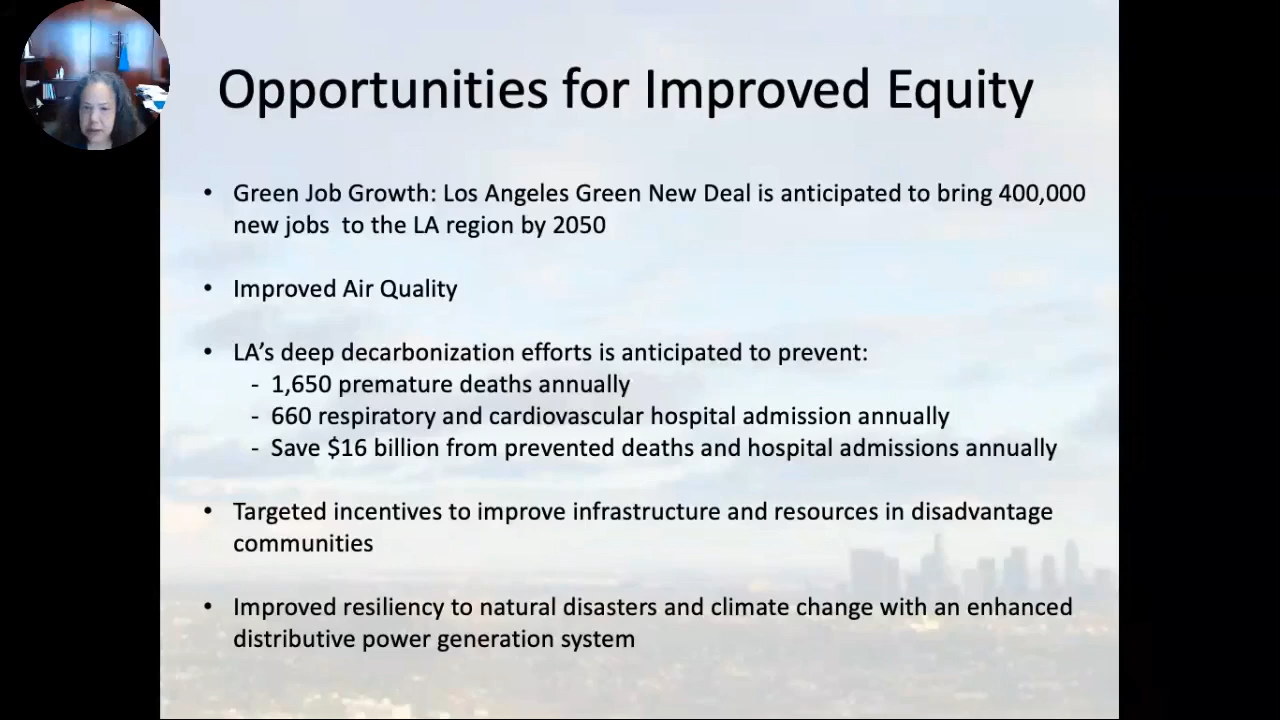 Opportunities for Improved Equity
• Green Job Growth: Los Angeles Green New Deal is anticipated to bring 400,000
new jobs  to the LA region by 2050
• Improved Air Quality
• LA’s deep decarbonization efforts is anticipated to prevent:
- 1,650 premature deaths annually
- 660 respiratory and cardiovascular hospital admission annually
- Save $16 billion from prevented deaths and hospital admissions annually
• Targeted incentives to improve infrastructure and resources in disadvantage
communities
• Improved resiliency to natural disasters and climate change with an enhanced
distributive power generation system